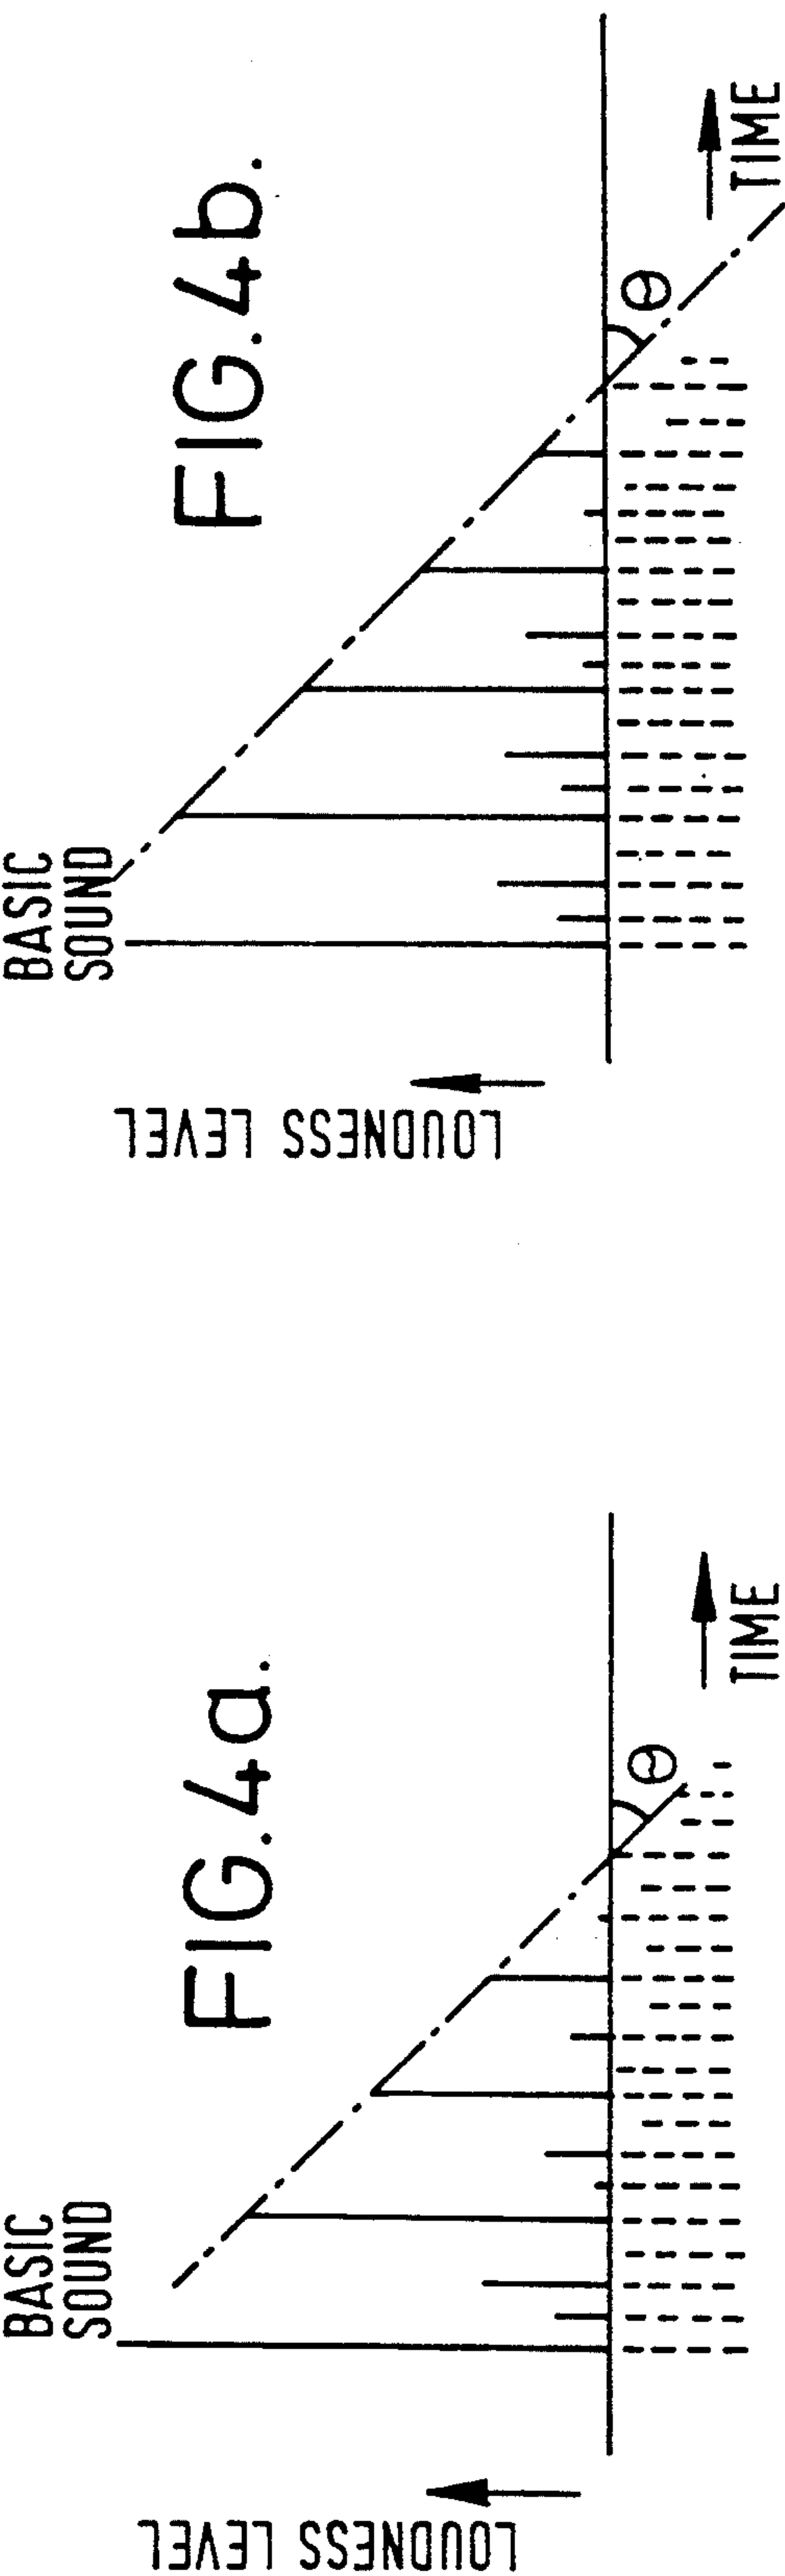 FIG.4a.
BASIC
SOUND
LOUDNESS LEVEL
θ
TIME
FIG.4b.
BASIC
SOUND
LOUDNESS LEVEL
θ
TIME